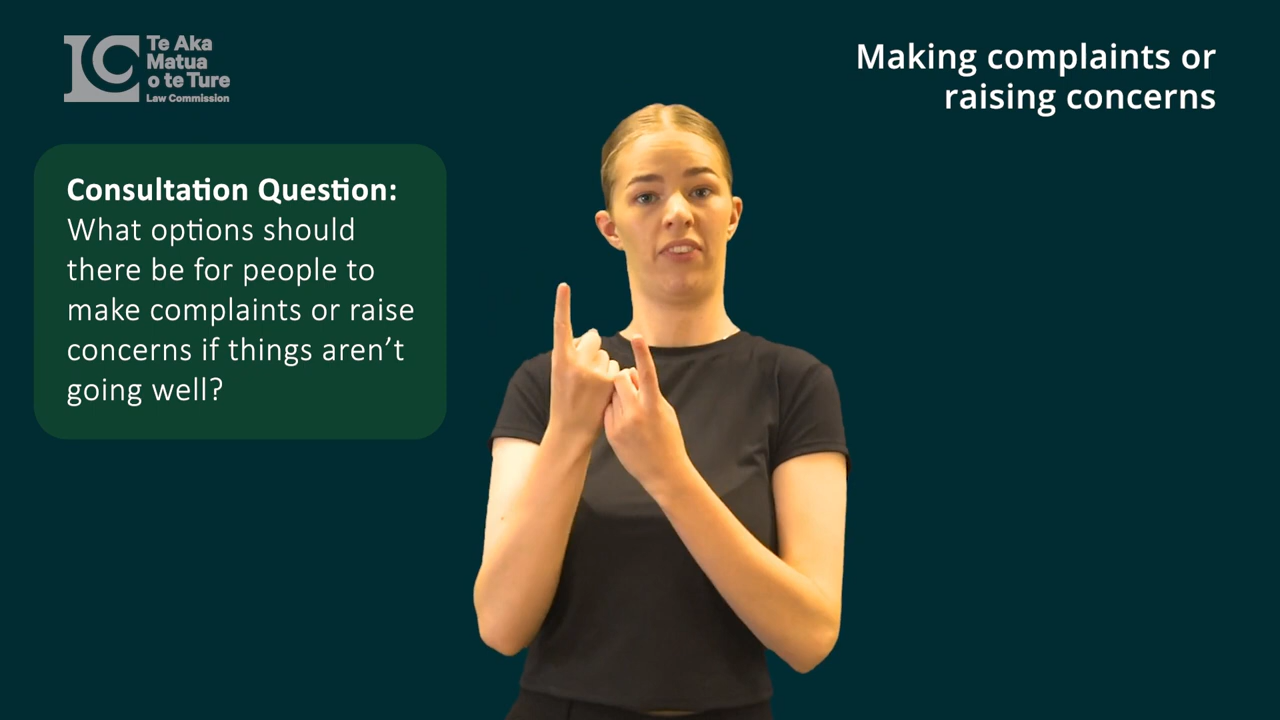 Te Aka
Matua
o te Ture
Law Commission
Making complaints or
raising concerns
Consultation Question:
What options should
there be for people to
make complaints or raise
concerns if things aren’t
going well?